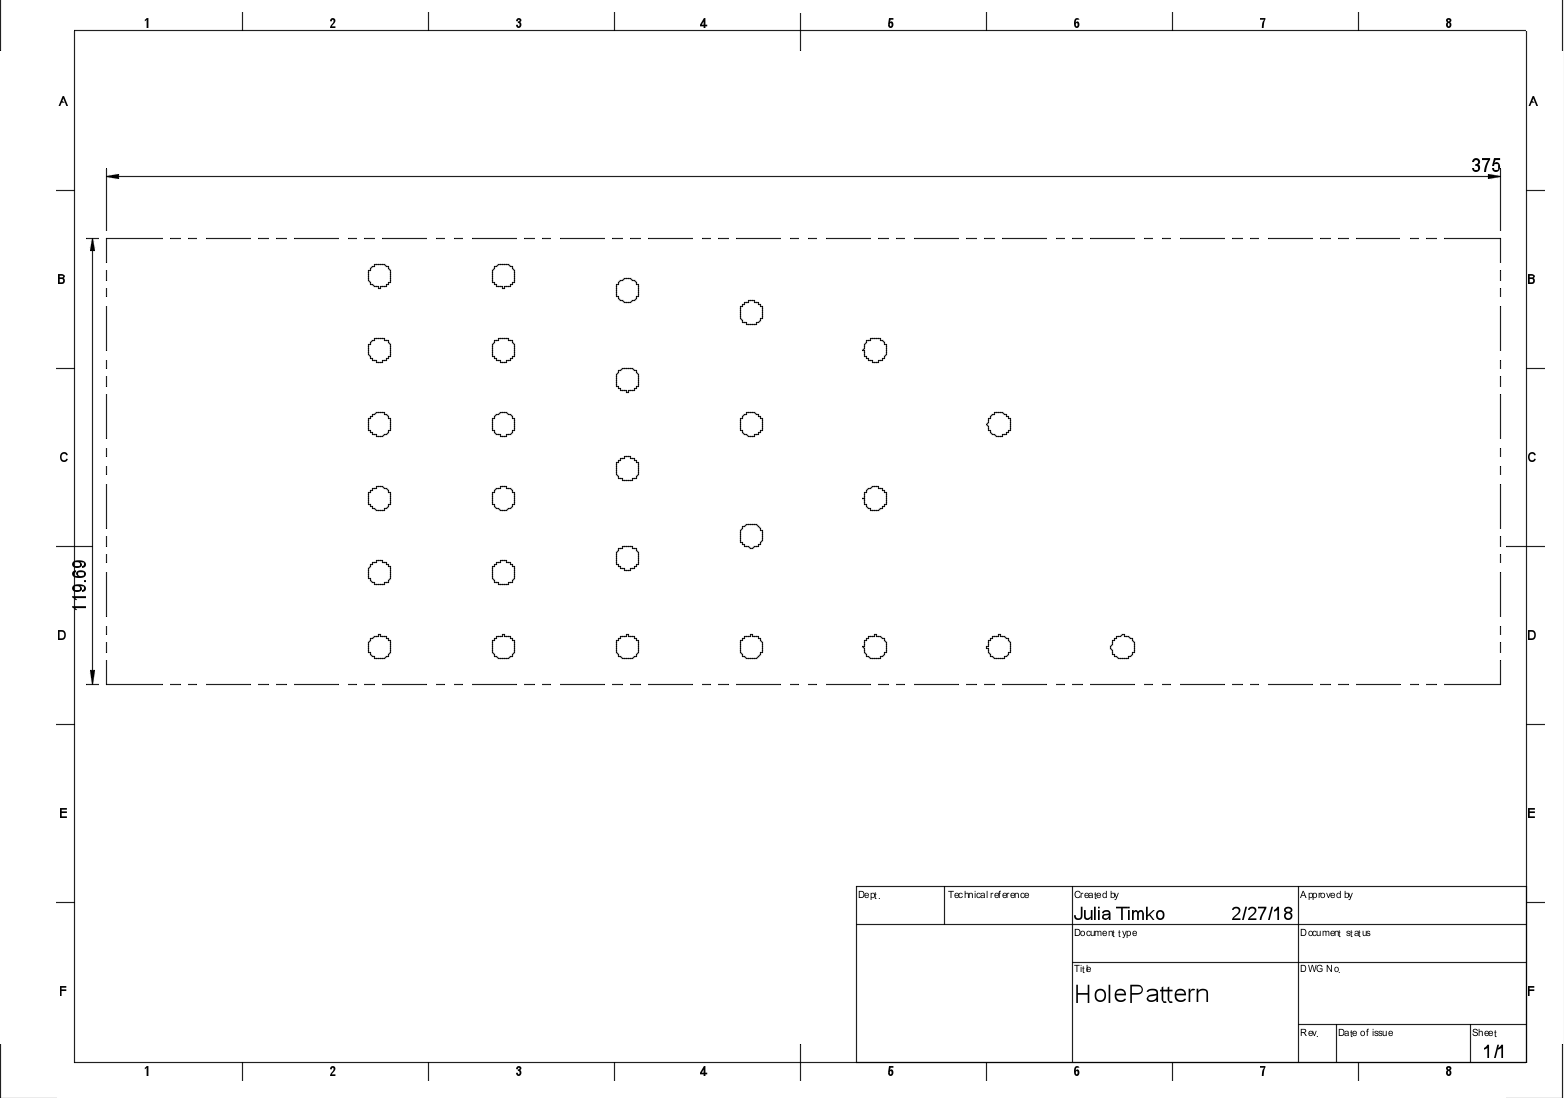 1 2 3 4 5 6 7 8
A A
375
B B
C C
119.69
D D
E E
Dept. Technical reference Created by Approved by
Julia Timko 2/27/18
Document type Document status
Title DWG No.
HolePattern
F F
Rev. Date of issue Sheet
1/1
1 2 3 4 5 6 7 8